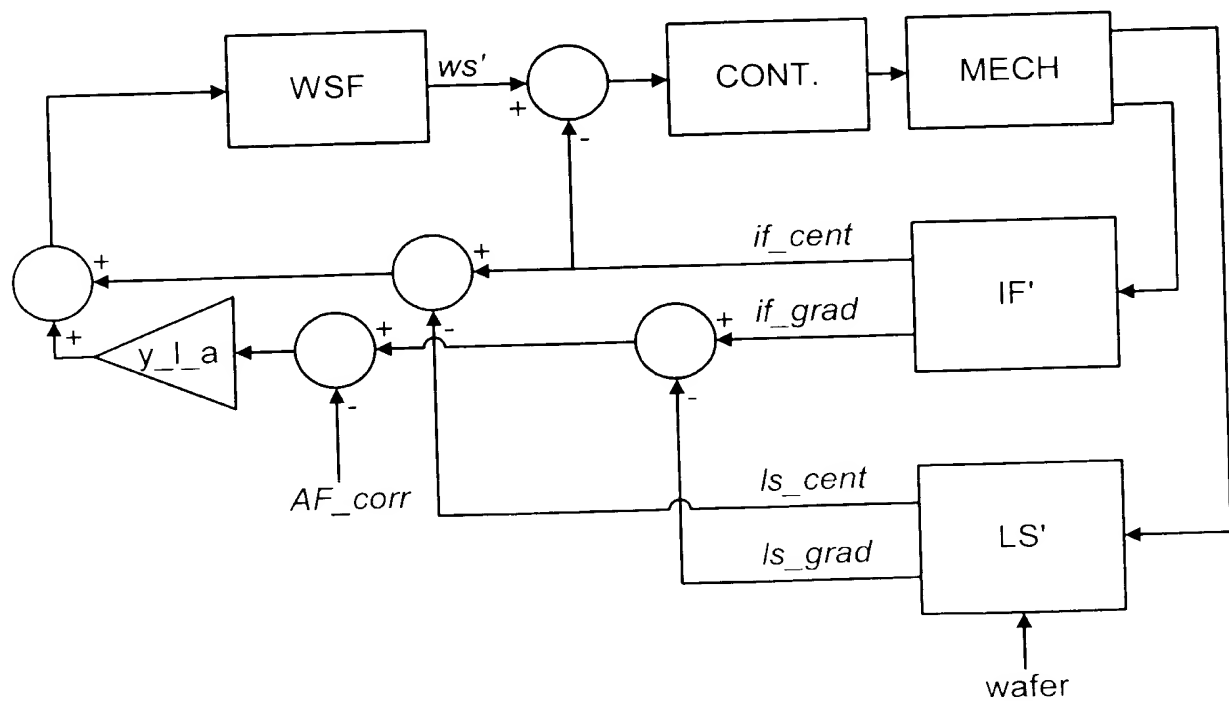 WSF
ws'
CONT.
MECH
+
-
if_cent
+
+
IF'
if_grad
+
-
+
+
y_l_a
-
-
AF_corr
ls_cent
LS'
ls_grad
wafer